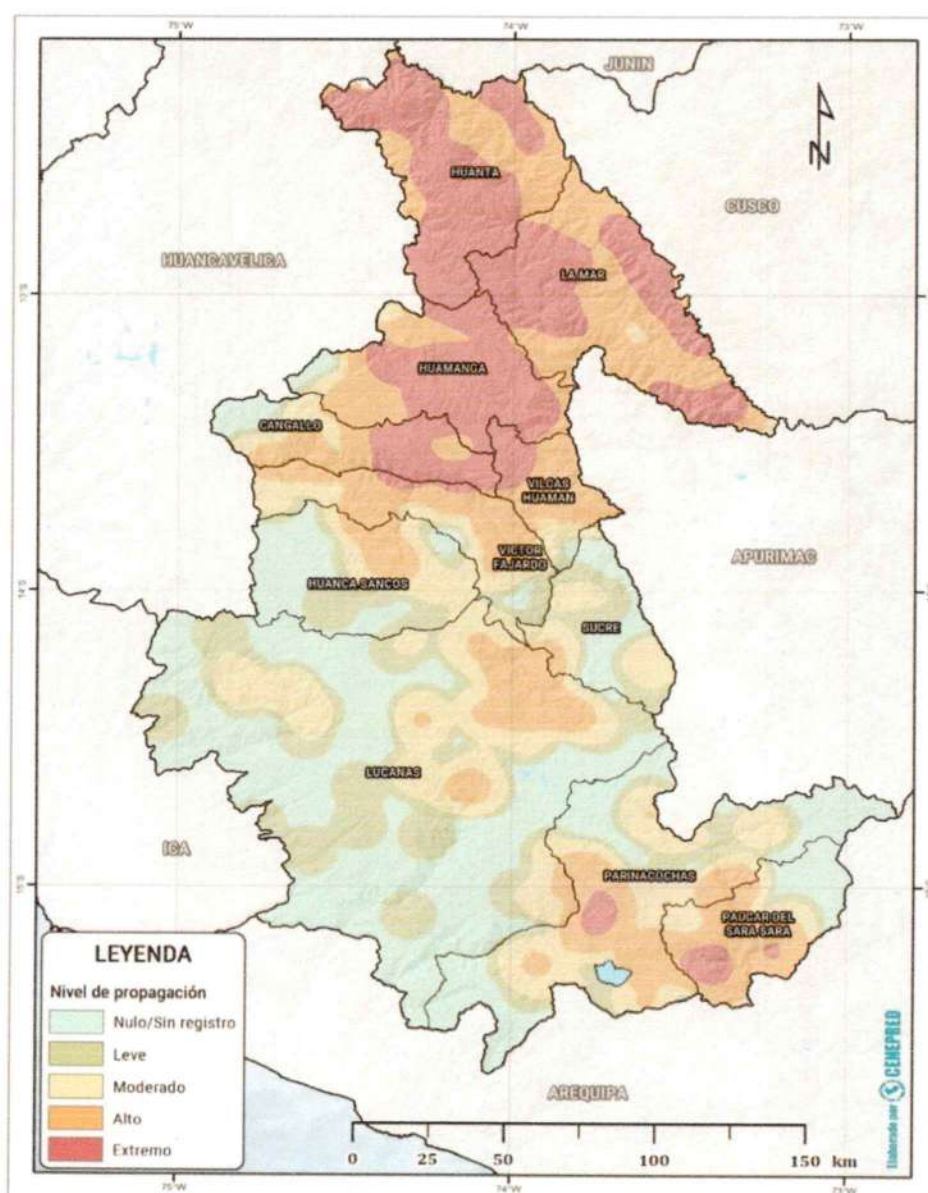 75°W 74°W 73°W
JUNIN
N
HUANTA
CUSCO
HUANCAVELICA
LA MAR
13°S
HUAMANGA
CANGALLO
VILCAS
HUAMAN
VICTOR
FAJARDO
APURIMAC
HUANCA SANCOS
14°S
SUCRE
LUCANAS
ICA
PARINACOCHAS
15°S
PAUCAR DEL
SARA SARA
LEYENDA
Nivel de propagación
Nulo/Sin registro
Leve
Moderado
Alto
Extremo
AREQUIPA
0 25 50 100 150 km
Elaborado por CENEPRED
75°W 74°W 73°W